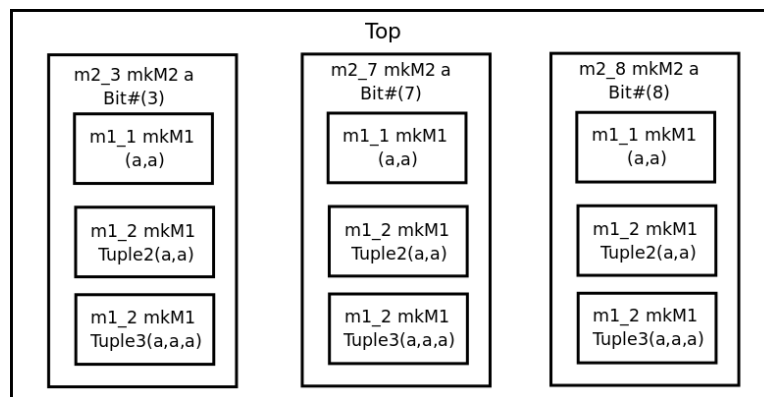 Top
m2_3 mkM2 a
Bit#(3)
m1_1 mkM1
(a,a)
m1_2 mkM1
Tuple2(a,a)
m1_2 mkM1
Tuple3(a,a,a)
m2_7 mkM2 a
Bit#(7)
m1_1 mkM1
(a,a)
m1_2 mkM1
Tuple2(a,a)
m1_2 mkM1
Tuple3(a,a,a)
m2_8 mkM2 a
Bit#(8)
m1_1 mkM1
(a,a)
m1_2 mkM1
Tuple2(a,a)
m1_2 mkM1
Tuple3(a,a,a)